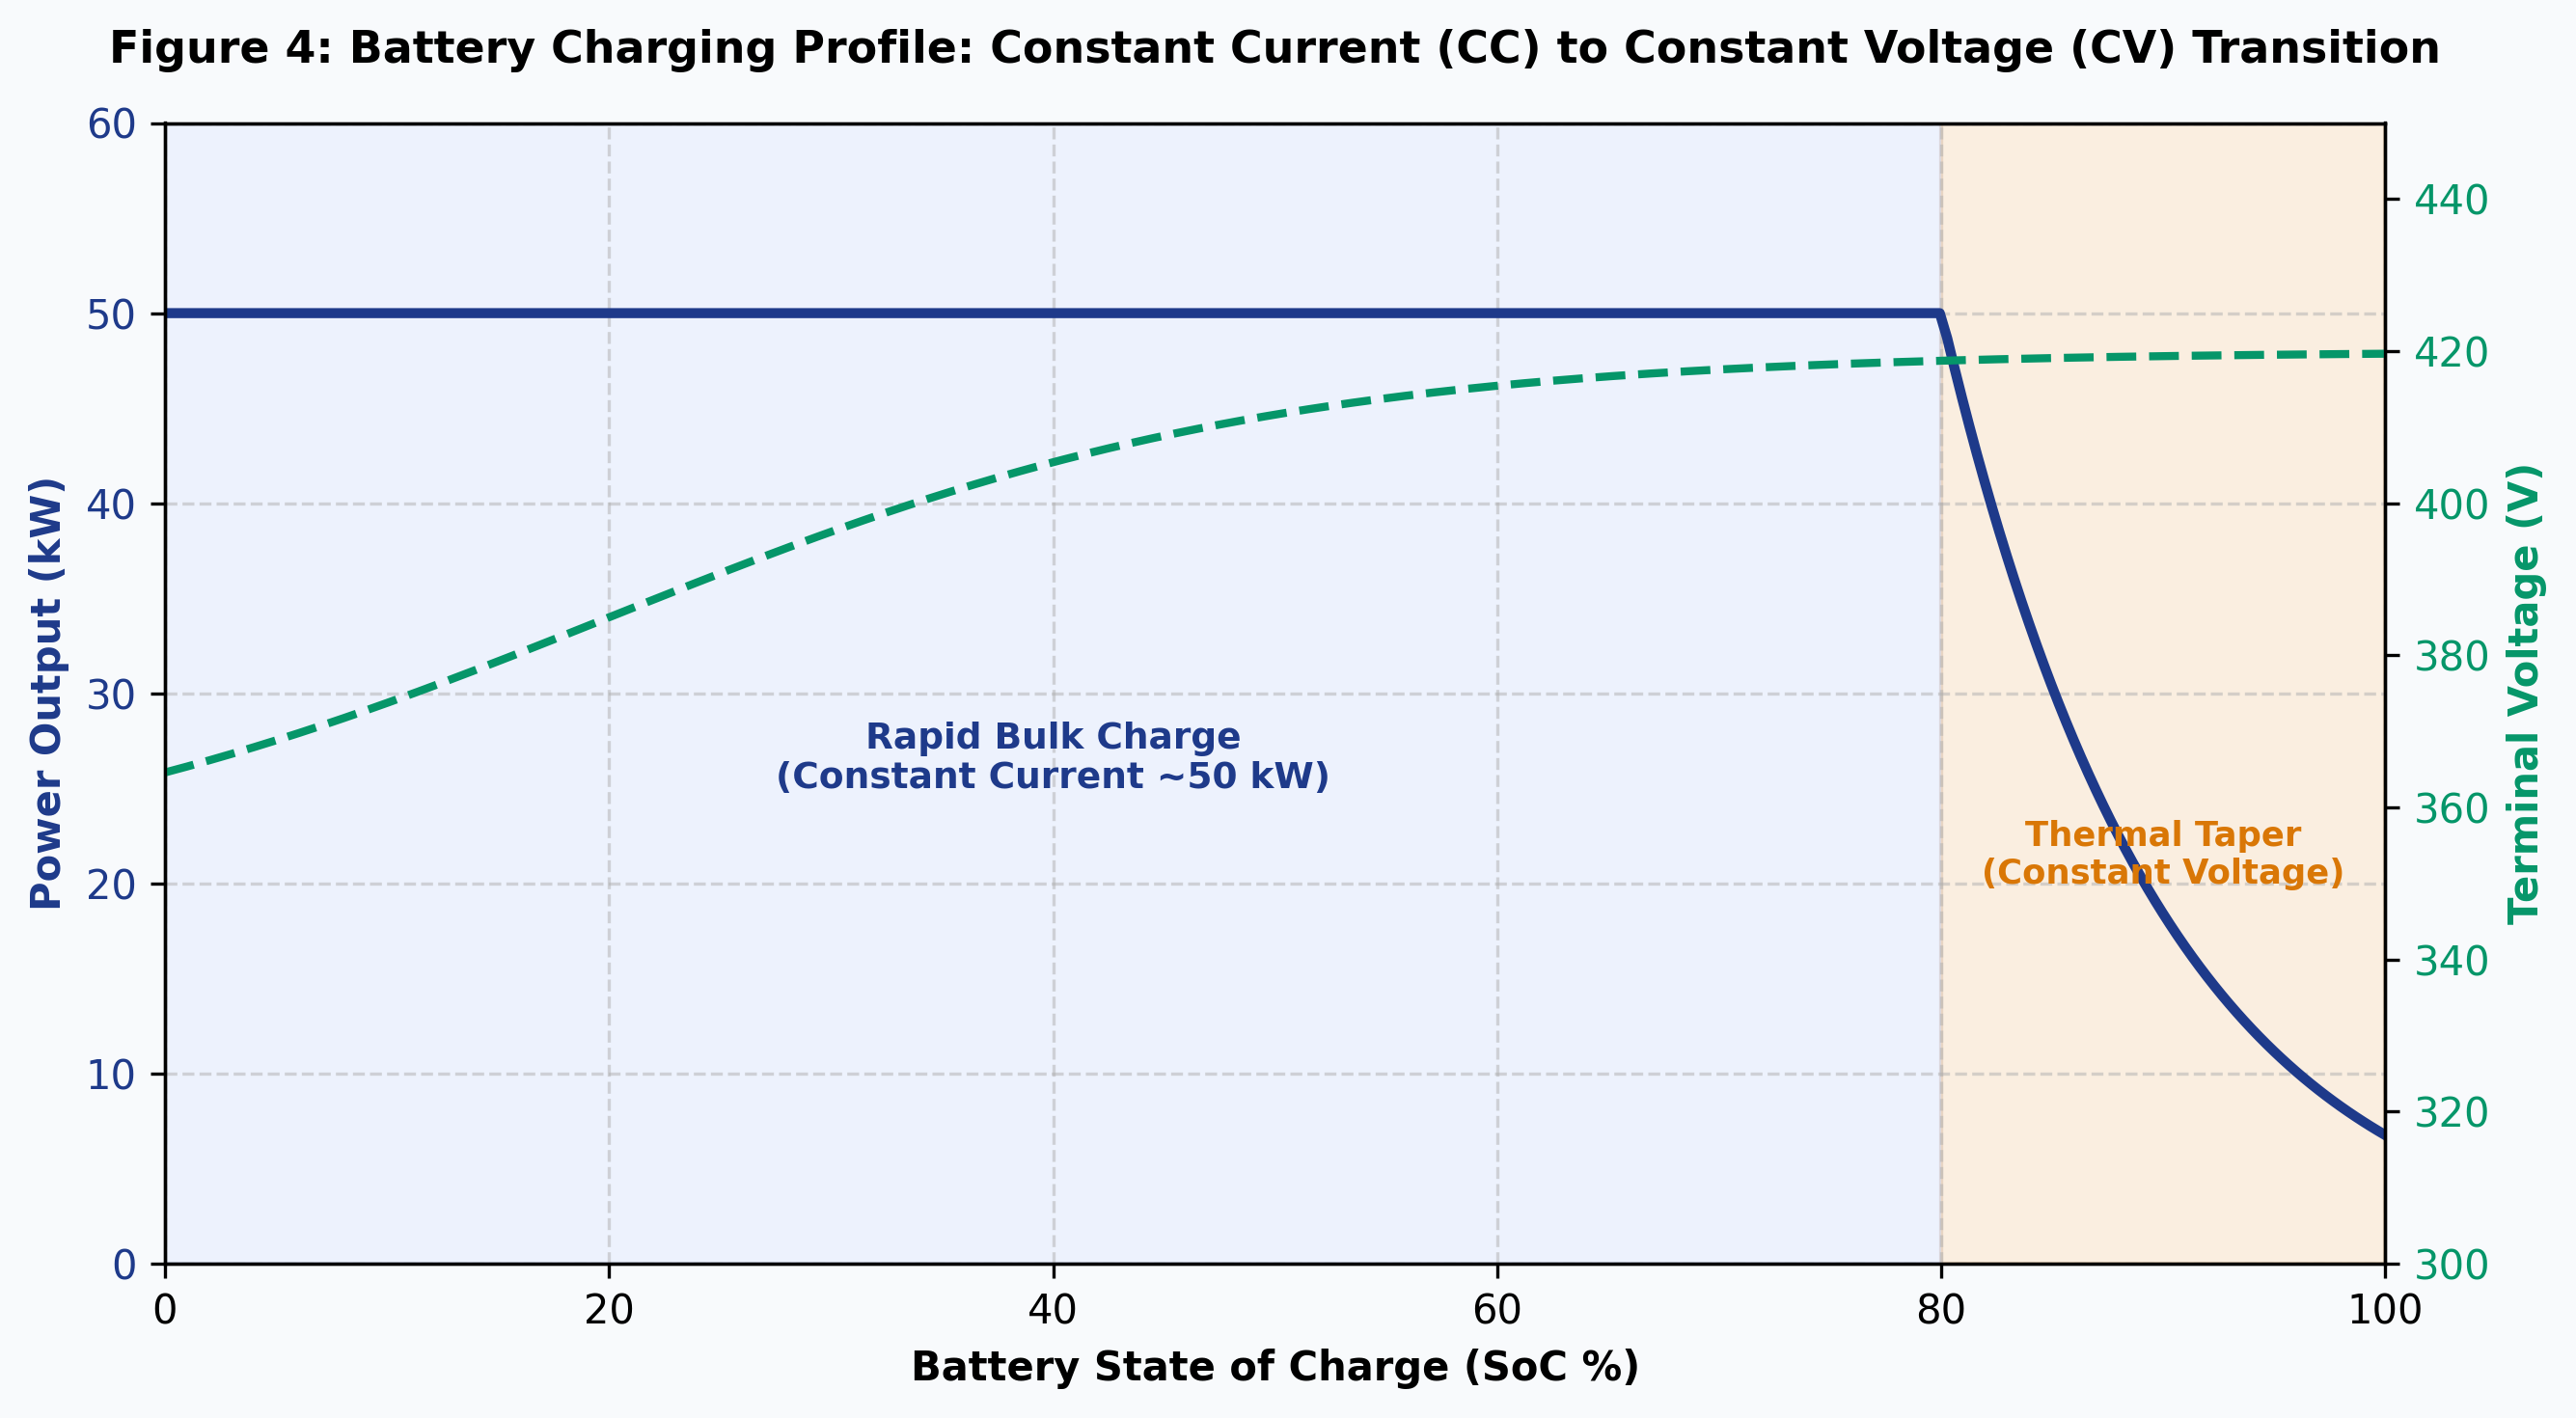 Figure 4: Battery Charging Profile: Constant Current (CC) to Constant Voltage (CV) Transition
60
50
40
30
20
10
0
Power Output (kW)
440
420
400
380
360
340
320
300
Terminal Voltage (V)
Rapid Bulk Charge
(Constant Current ~50 kW)
Thermal Taper
(Constant Voltage)
0
20
40
60
80
100
Battery State of Charge (SoC %)